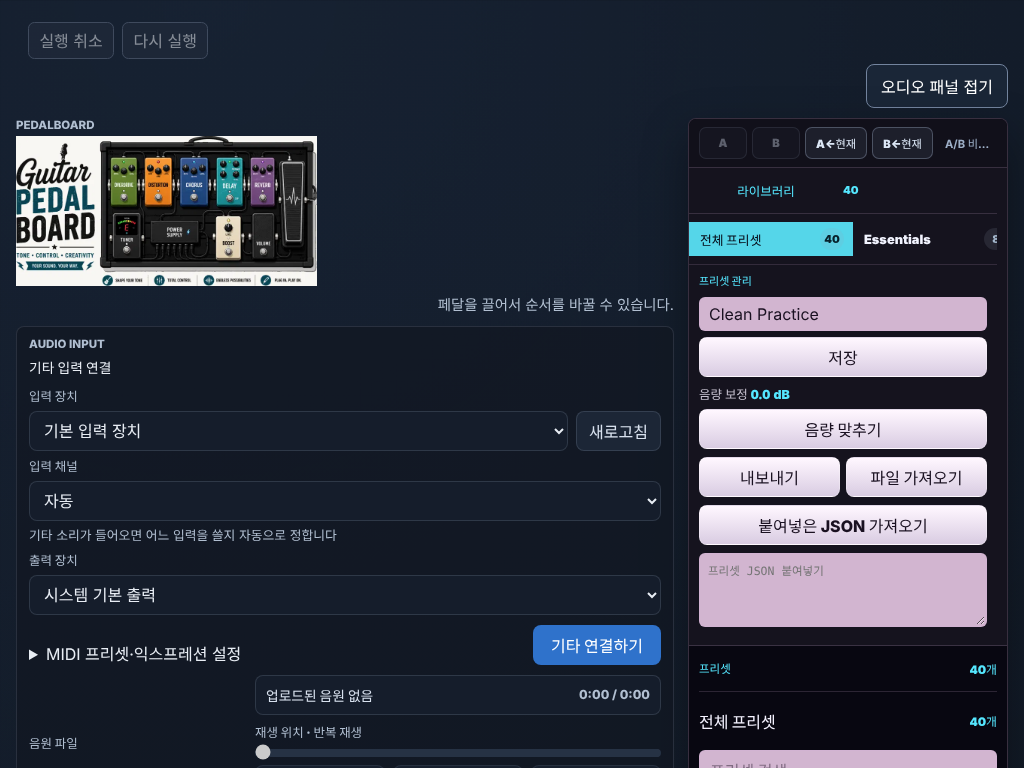 실행 취소 다시 실행
오디오 패널 접기
PEDALBOARD
Guitar
PEDAL
BOARD
TONE • CONTROL • CREATIVITY
YOUR SOUND. YOUR WAY.
OVERDRIVE DISTORTION CHORUS DELAY REVERB
TUNER POWER SUPPLY BOOST VOLUME
SHAPE YOUR TONE TOTAL CONTROL ENDLESS POSSIBILITIES
페달을 끌어서 순서를 바꿀 수 있습니다.
AUDIO INPUT
기타 입력 연결
입력 장치
기본 입력 장치 새로고침
입력 채널
자동
기타 소리가 들어오면 어느 입력을 쓸지 자동으로 정합니다
출력 장치
시스템 기본 출력
MIDI 프리셋·익스프레션 설정 기타 연결하기
업로드된 음원 없음 0:00 / 0:00
음원 파일
재생 위치 • 반복 재생
A B A←현재 B←현재 A/B 비...
라이브러리 40
전체 프리셋 40 Essentials
프리셋 관리
Clean Practice
저장
음량 보정 0.0 dB
음량 맞추기
내보내기 파일 가져오기
붙여넣은 JSON 가져오기
프리셋 JSON 붙여넣기
프리셋 40개
전체 프리셋 40개